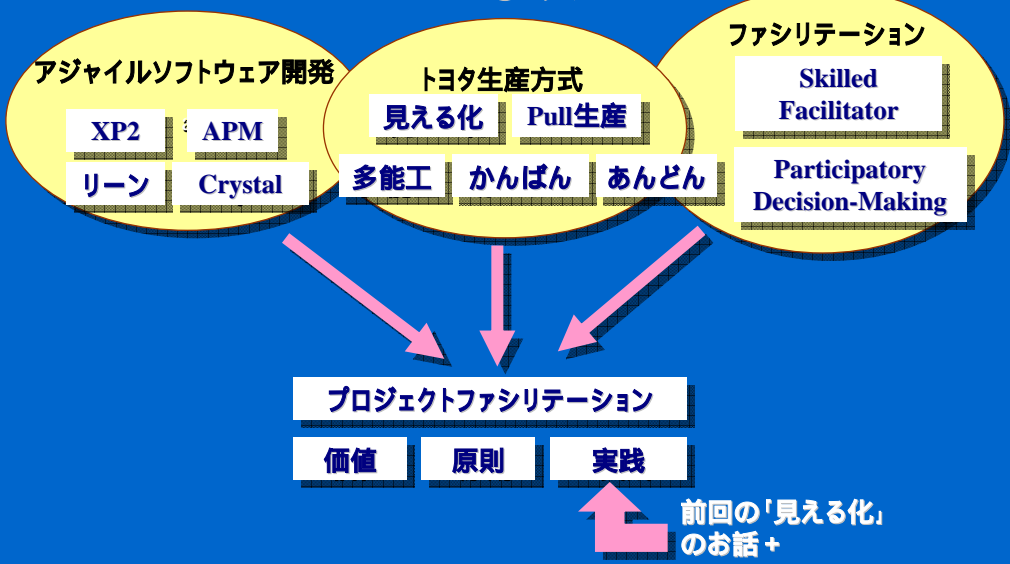 アジャイルソフトウェア開発
XP2
APM
リーン
Crystal
トヨタ生産方式
見える化
Pull生産
多能工
かんばん
あんどん
ファシリテーション
Skilled
Facilitator
Participatory
Decision-Making
プロジェクトファシリテーション
価値
原則
実践
前回の「見える化」
のお話 +